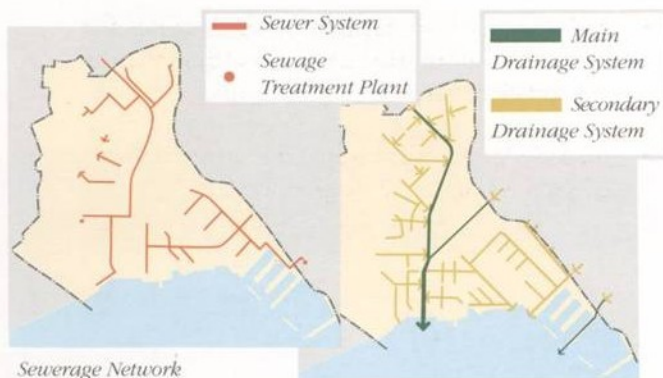 Sewer System
Sewage
Treatment Plant
Main
Drainage System
Secondary
Drainage System
Sewerage Network